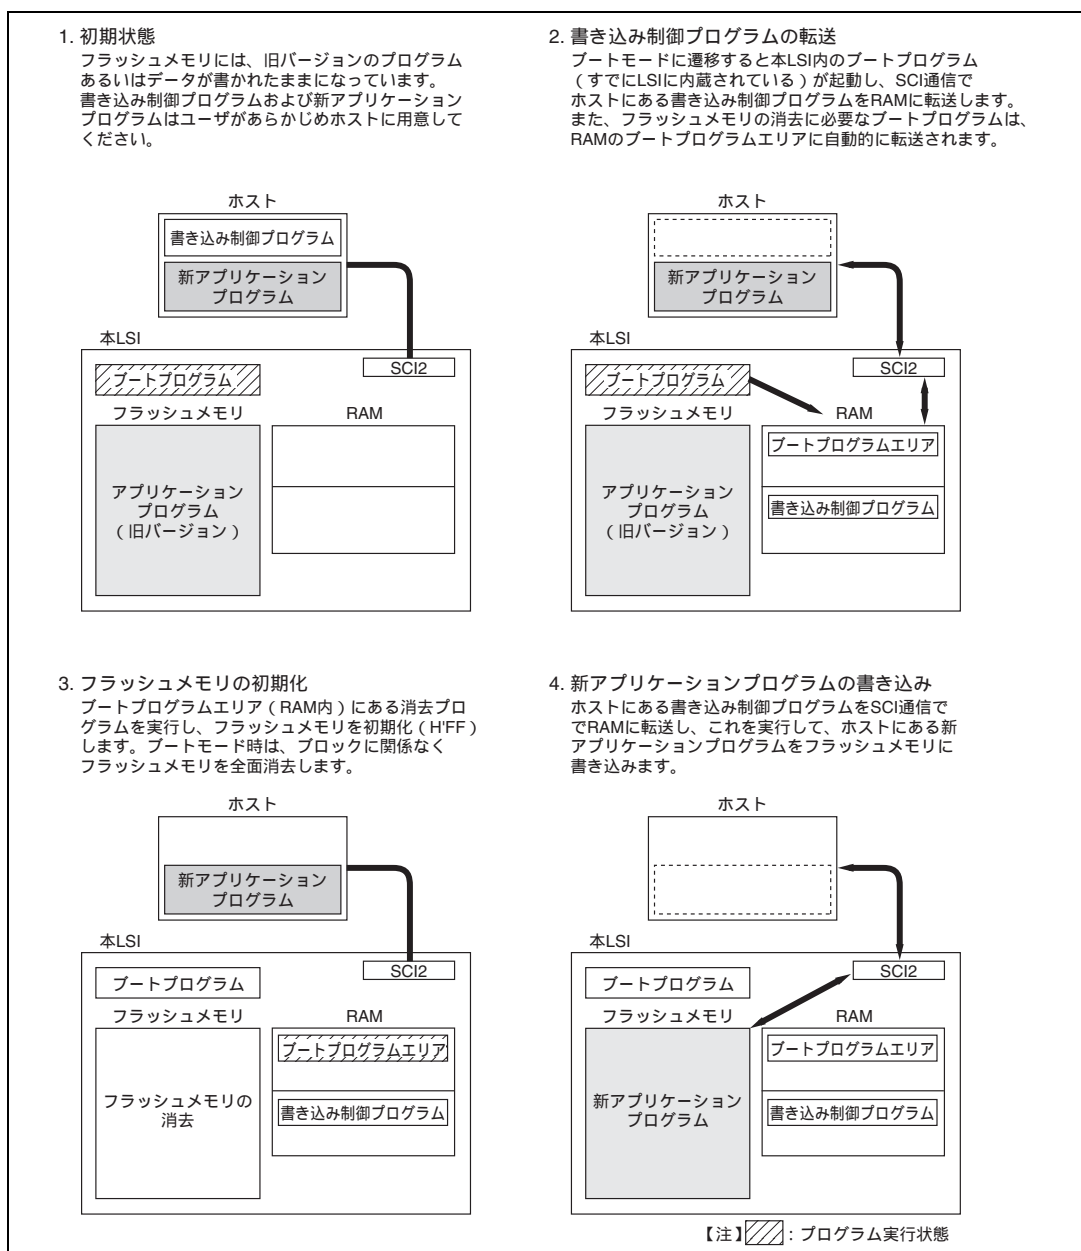 1. 初期状態
フラッシュメモリには、旧バージョンのプログラム
あるいはデータが書かれたままになっています。
書き込み制御プログラムおよび新アプリケーション
プログラムはユーザがあらかじめホストに用意して
ください。
ホスト
書き込み制御プログラム
新アプリケーション
プログラム
本LSI
SCI2
ブートプログラム
フラッシュメモリ
RAM
アプリケーション
プログラム
(旧バージョン)
2. 書き込み制御プログラムの転送
ブートモードに遷移すると本LSI内のブートプログラム
(すでにLSIに内蔵されている)が起動し、SCI通信で
ホストにある書き込み制御プログラムをRAMに転送します。
また、フラッシュメモリの消去に必要なブートプログラムは、
RAMのブートプログラムエリアに自動的に転送されます。
ホスト
新アプリケーション
プログラム
本LSI
SCI2
ブートプログラム
フラッシュメモリ
RAM
ブートプログラムエリア
アプリケーション
プログラム
(旧バージョン)
書き込み制御プログラム
3. フラッシュメモリの初期化
ブートプログラムエリア(RAM内)にある消去プロ
グラムを実行し、フラッシュメモリを初期化(H'FF)
します。ブートモード時は、ブロックに関係なく
フラッシュメモリを全面消去します。
ホスト
新アプリケーション
プログラム
本LSI
SCI2
ブートプログラム
フラッシュメモリ
RAM
ブートプログラムエリア
フラッシュメモリの
消去
書き込み制御プログラム
4. 新アプリケーションプログラムの書き込み
ホストにある書き込み制御プログラムをSCI通信で
でRAMに転送し、これを実行して、ホストにある新
アプリケーションプログラムをフラッシュメモリに
書き込みます。
ホスト
本LSI
SCI2
ブートプログラム
フラッシュメモリ
RAM
ブートプログラムエリア
新アプリケーション
プログラム
書き込み制御プログラム
【注】:プログラム実行状態